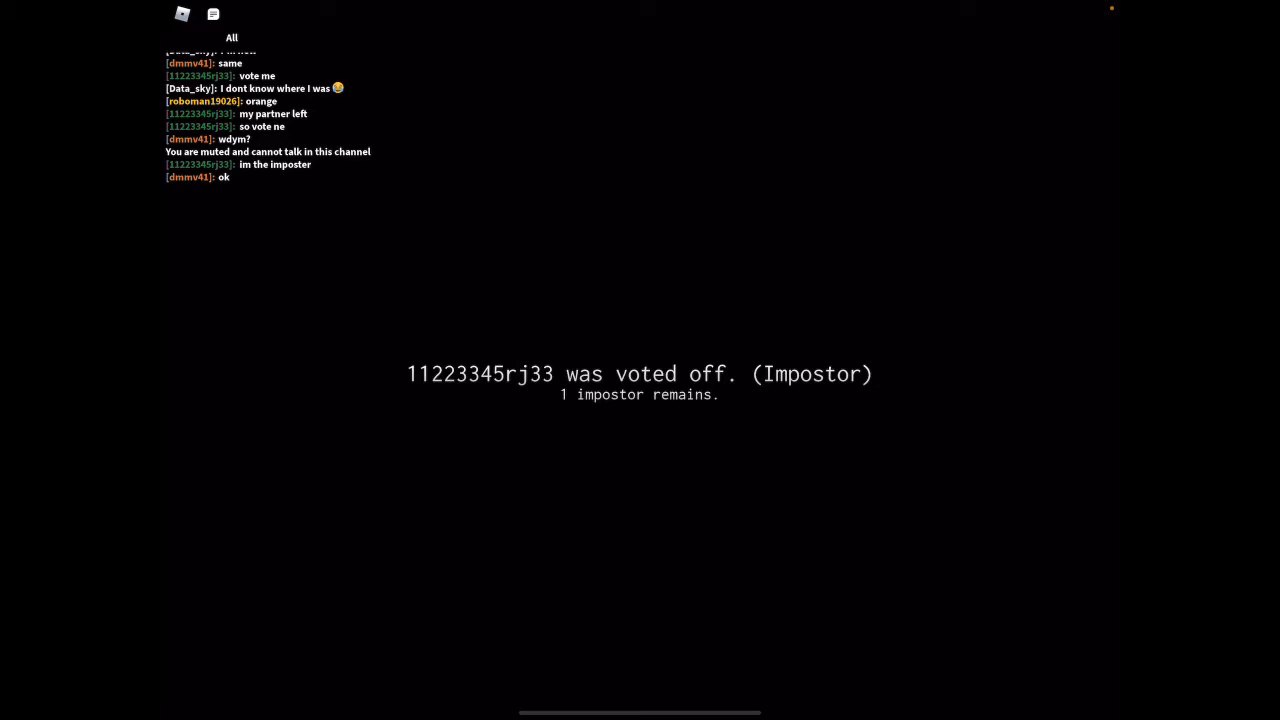 All
[Data_sky]: I'm now
[dmmv41]: same
[11223345rj33]: vote me
[Data_sky]: I dont know where I was 😆
[roboman19026]: orange
[11223345rj33]: my partner left
[11223345rj33]: so vote ne
[dmmv41]: wdym?
You are muted and cannot talk in this channel
[11223345rj33]: im the imposter
[dmmv41]: ok
11223345rj33 was voted off. (Impostor)
1 impostor remains.